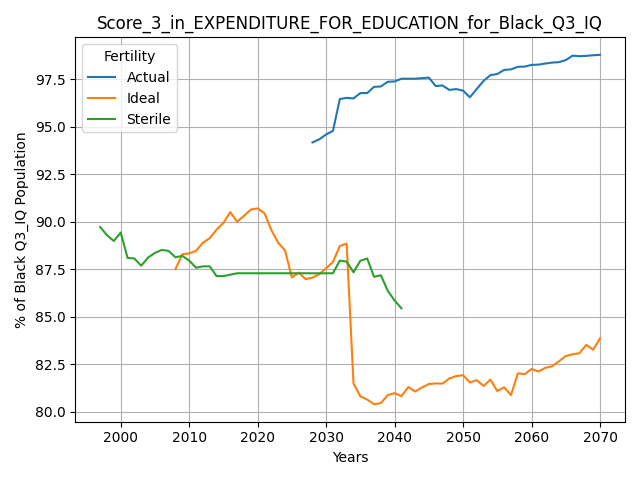 Score_3_in_EXPENDITURE_FOR_EDUCATION_for_Black_Q3_IQ
Fertility
Actual
Ideal
Sterile
% of Black Q3_IQ Population
97.5
95.0
92.5
90.0
87.5
85.0
82.5
80.0
2000 2010 2020 2030 2040 2050 2060 2070
Years